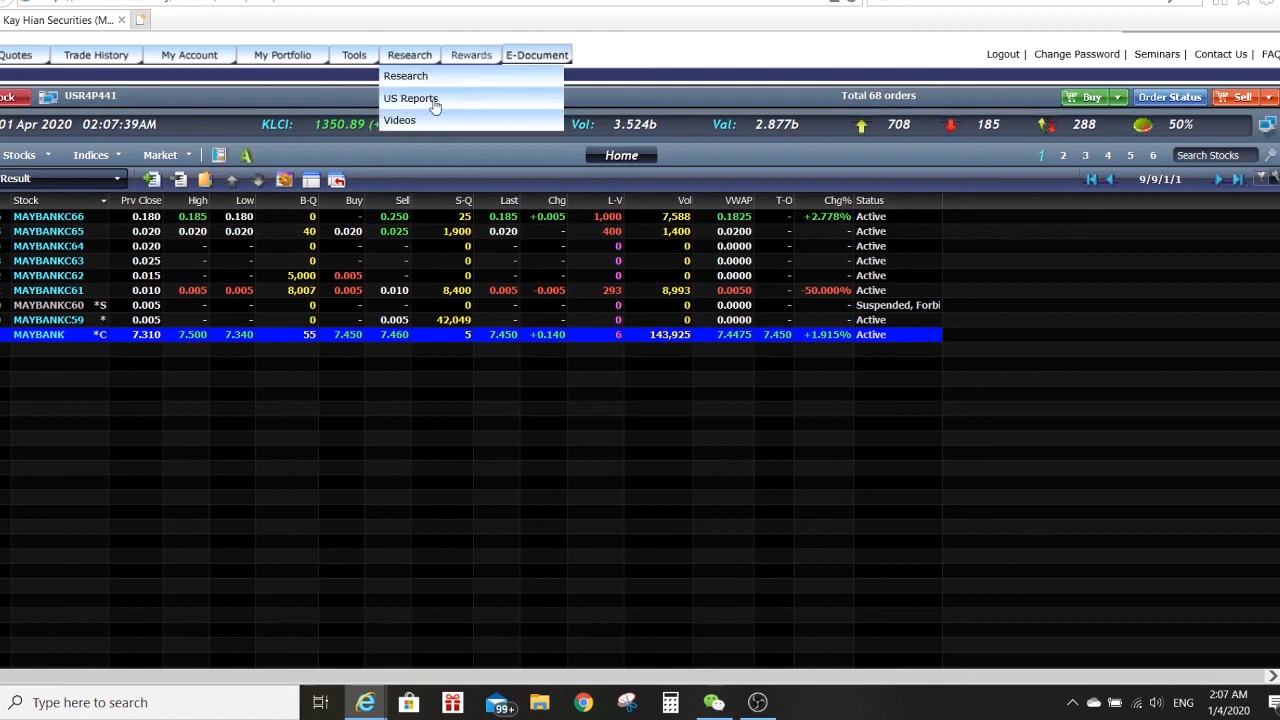 Kay Hian Securities (M...
Quotes Trade History My Account My Portfolio Tools Research Rewards E-Document Logout | Change Password | Seminars | Contact Us | FAQ
Research
US Reports
Videos
ock USR4P441 Total 68 orders Buy Order Status Sell
01 Apr 2020 02:07:39AM KLCI: 1350.89 (+ Vol: 3.524b Val: 2.877b 708 185 288 50%
Stocks Indices Market A Home 1 2 3 4 5 6 Search Stocks
Result 9/9/1/1
Stock Prv Close High Low B-Q Buy Sell S-Q Last Chg L-V Vol VWAP T-O Chg% Status
MAYBANKC66 0.180 0.185 0.180 0 - 0.250 25 0.185 +0.005 1,000 7,588 0.1825 - +2.778% Active
MAYBANKC65 0.020 - - 40 0.020 0.025 1,900 0.020 - 400 1,400 0.0200 - - Active
MAYBANKC64 0.020 - - 0 - - 0 - - 0 0 0.0000 - - Active
MAYBANKC63 0.025 - - 0 - - 0 - - 0 0 0.0000 - - Active
MAYBANKC62 0.015 - - 5,000 0.005 - 0 - - 0 0 0.0000 - - Active
MAYBANKC61 0.010 0.005 0.005 8,007 0.005 0.010 8,400 0.005 -0.005 293 8,993 0.0050 - -50.000% Active
MAYBANKC60 *S 0.005 - - 0 - - 0 - - 0 0 0.0000 - - Suspended, Forbi
MAYBANKC59 * 0.005 - - 0 - 0.005 42,049 - - 0 0 0.0000 - - Active
MAYBANK *C 7.310 7.500 7.340 55 7.450 7.460 5 7.450 +0.140 6 143,925 7.4475 7.450 +1.915% Active
Type here to search 99+ ENG 2:07 AM
1/4/2020